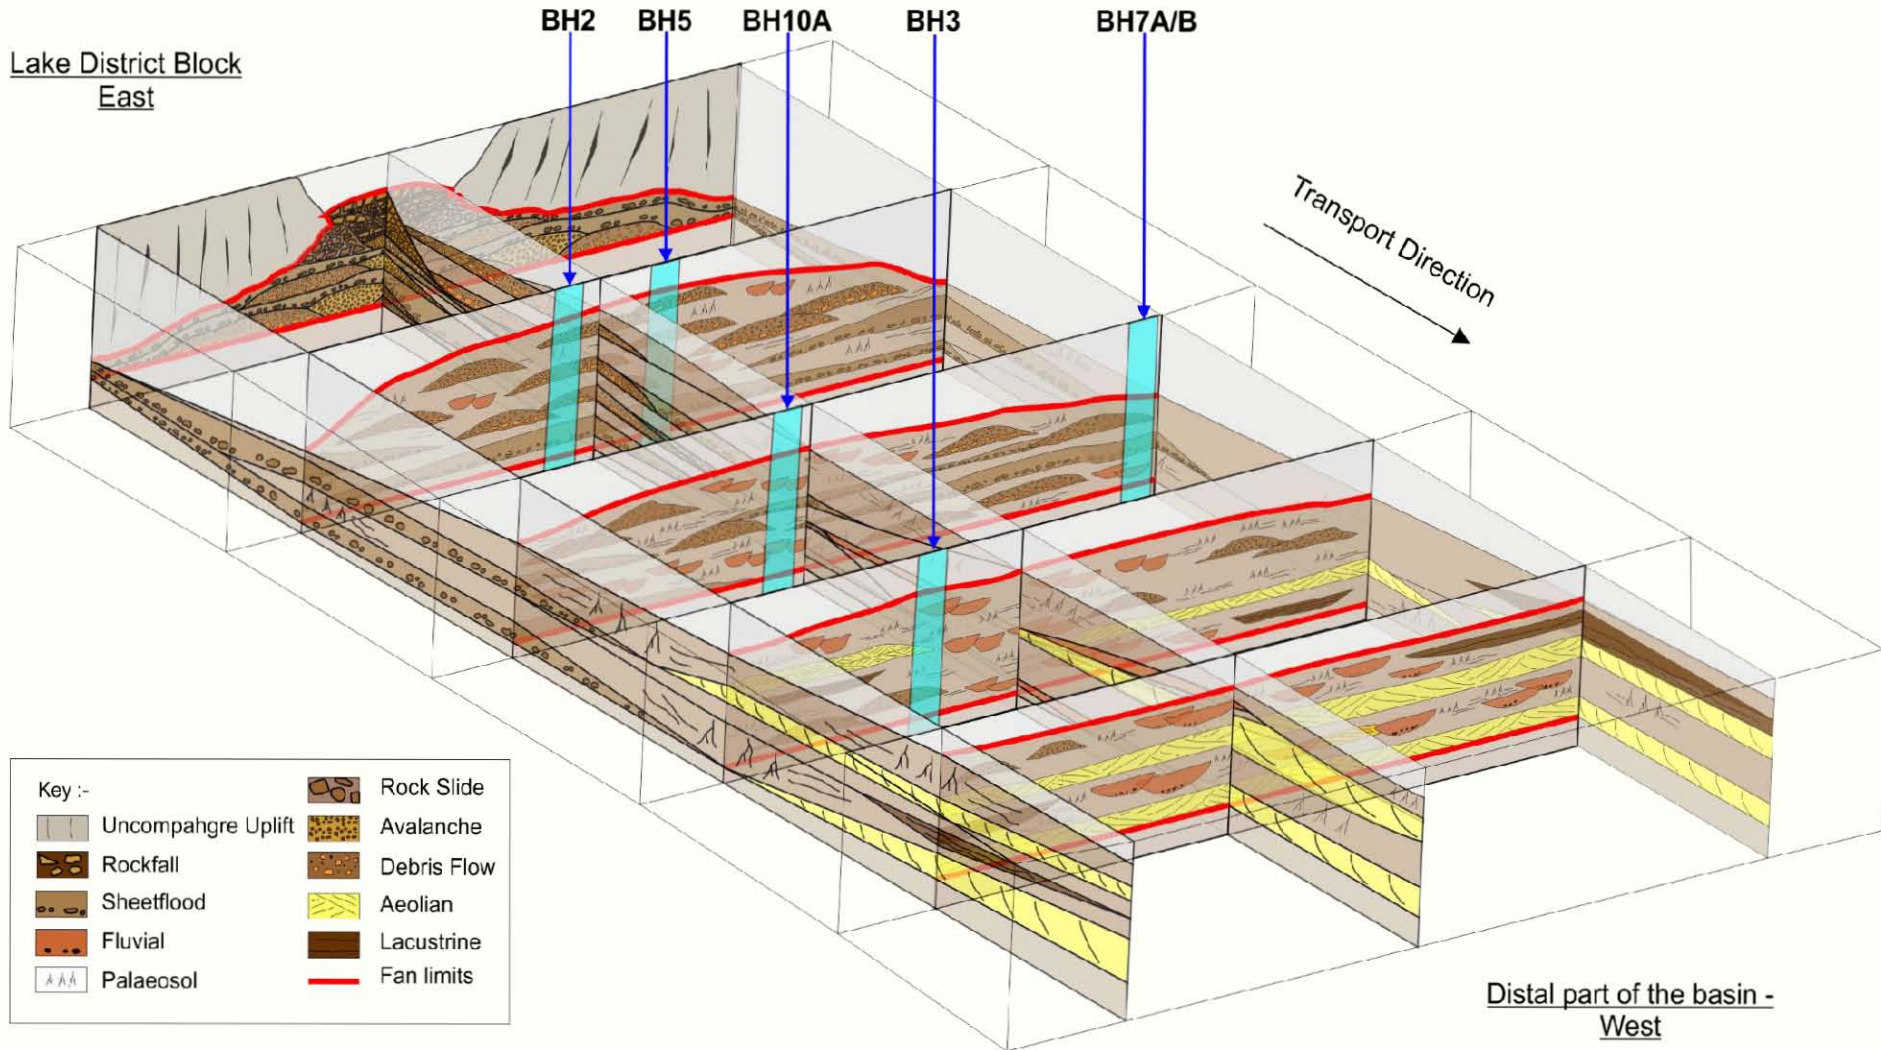 BH2
BH5
BH10A
BH3
BH7A/B
Lake District Block
East
Transport Direction
Key :-
Uncompahgre Uplift
Rockfall
Sheetflood
Fluvial
Palaeosol
Rock Slide
Avalanche
Debris Flow
Aeolian
Lacustrine
Fan limits
Distal part of the basin -
West